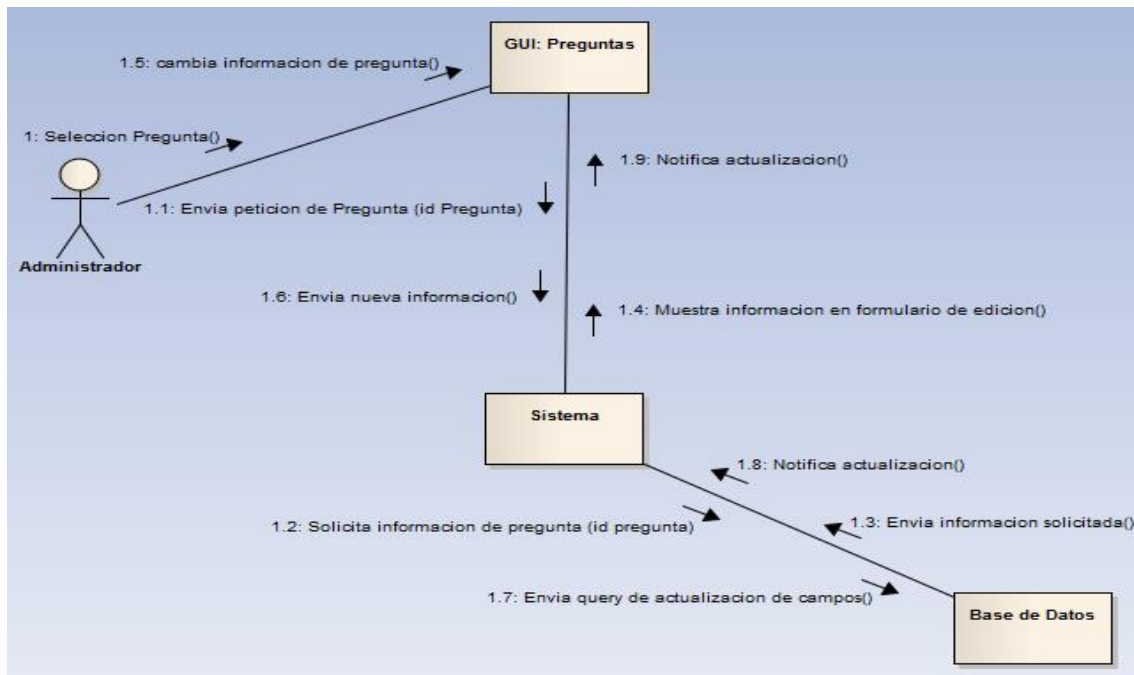 GUI: Preguntas
1.5: cambia informacion de pregunta()
1: Seleccion Pregunta()
1.9: Notifica actualizacion()
1.1: Envia peticion de Pregunta (id Pregunta)
Administrador
1.6: Envia nueva informacion()
1.4: Muestra informacion en formulario de edicion()
Sistema
1.8: Notifica actualizacion()
1.2: Solicita informacion de pregunta (id pregunta)
1.3: Envia informacion solicitada()
1.7: Envia query de actualizacion de campos()
Base de Datos